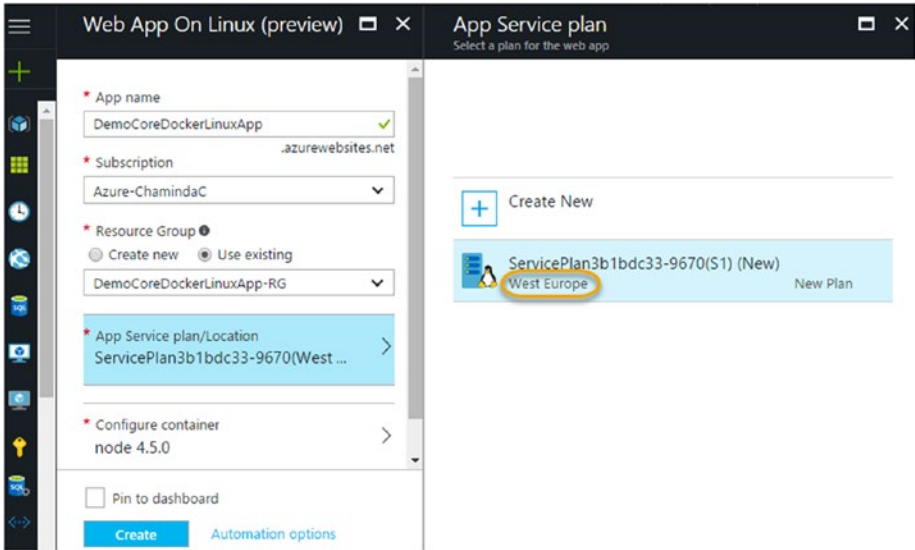 Web App On Linux (preview)
* App name
DemoCoreDockerLinuxApp
.azurewebsites.net
* Subscription
Azure-ChamindaC
* Resource Group
Create new Use existing
DemoCoreDockerLinuxApp-RG
* App Service plan/Location
ServicePlan3b1bdc33-9670(West ...
* Configure container
node 4.5.0
Pin to dashboard
Create Automation options
App Service plan
Select a plan for the web app
Create New
ServicePlan3b1bdc33-9670(S1) (New)
West Europe New Plan
SQL
SQL